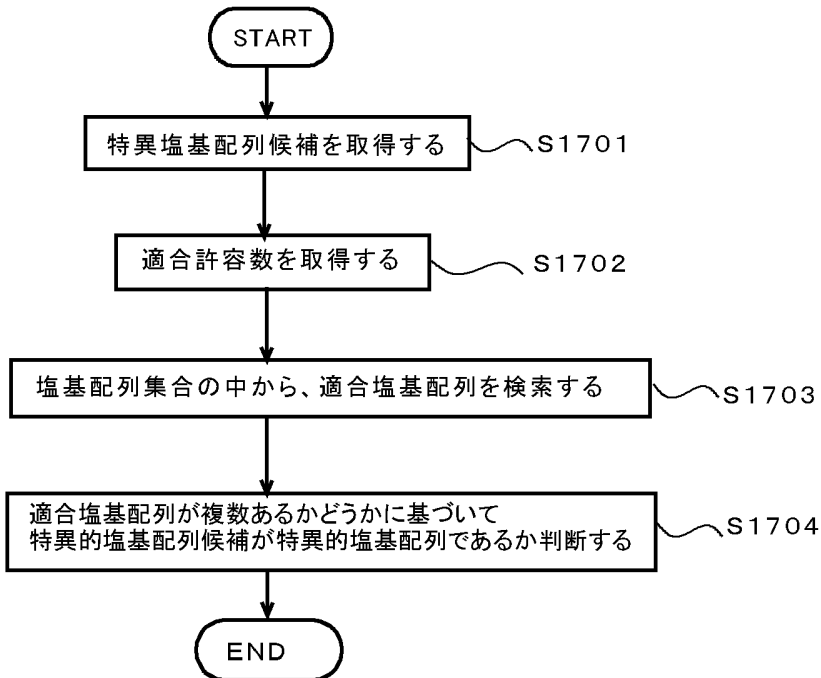 START
特異塩基配列候補を取得する
S1701
適合許容数を取得する
S1702
塩基配列集合の中から、適合塩基配列を検索する
S1703
適合塩基配列が複数あるかどうかに基づいて
特異的塩基配列候補が特異的塩基配列であるか判断する
S1704
END